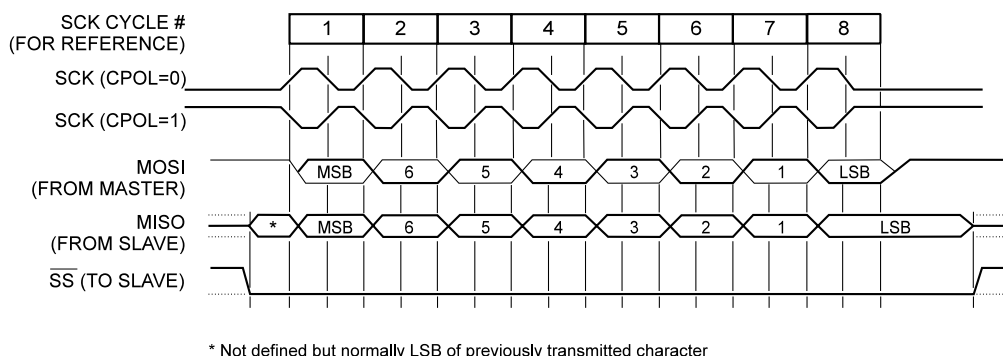 SCK CYCLE #
(FOR REFERENCE)
1 2 3 4 5 6 7 8
SCK (CPOL=0)
SCK (CPOL=1)
MOSI
(FROM MASTER)
MSB 6 5 4 3 2 1 LSB
MISO
(FROM SLAVE)
* MSB 6 5 4 3 2 1 LSB
SS (TO SLAVE)
* Not defined but normally LSB of previously transmitted character